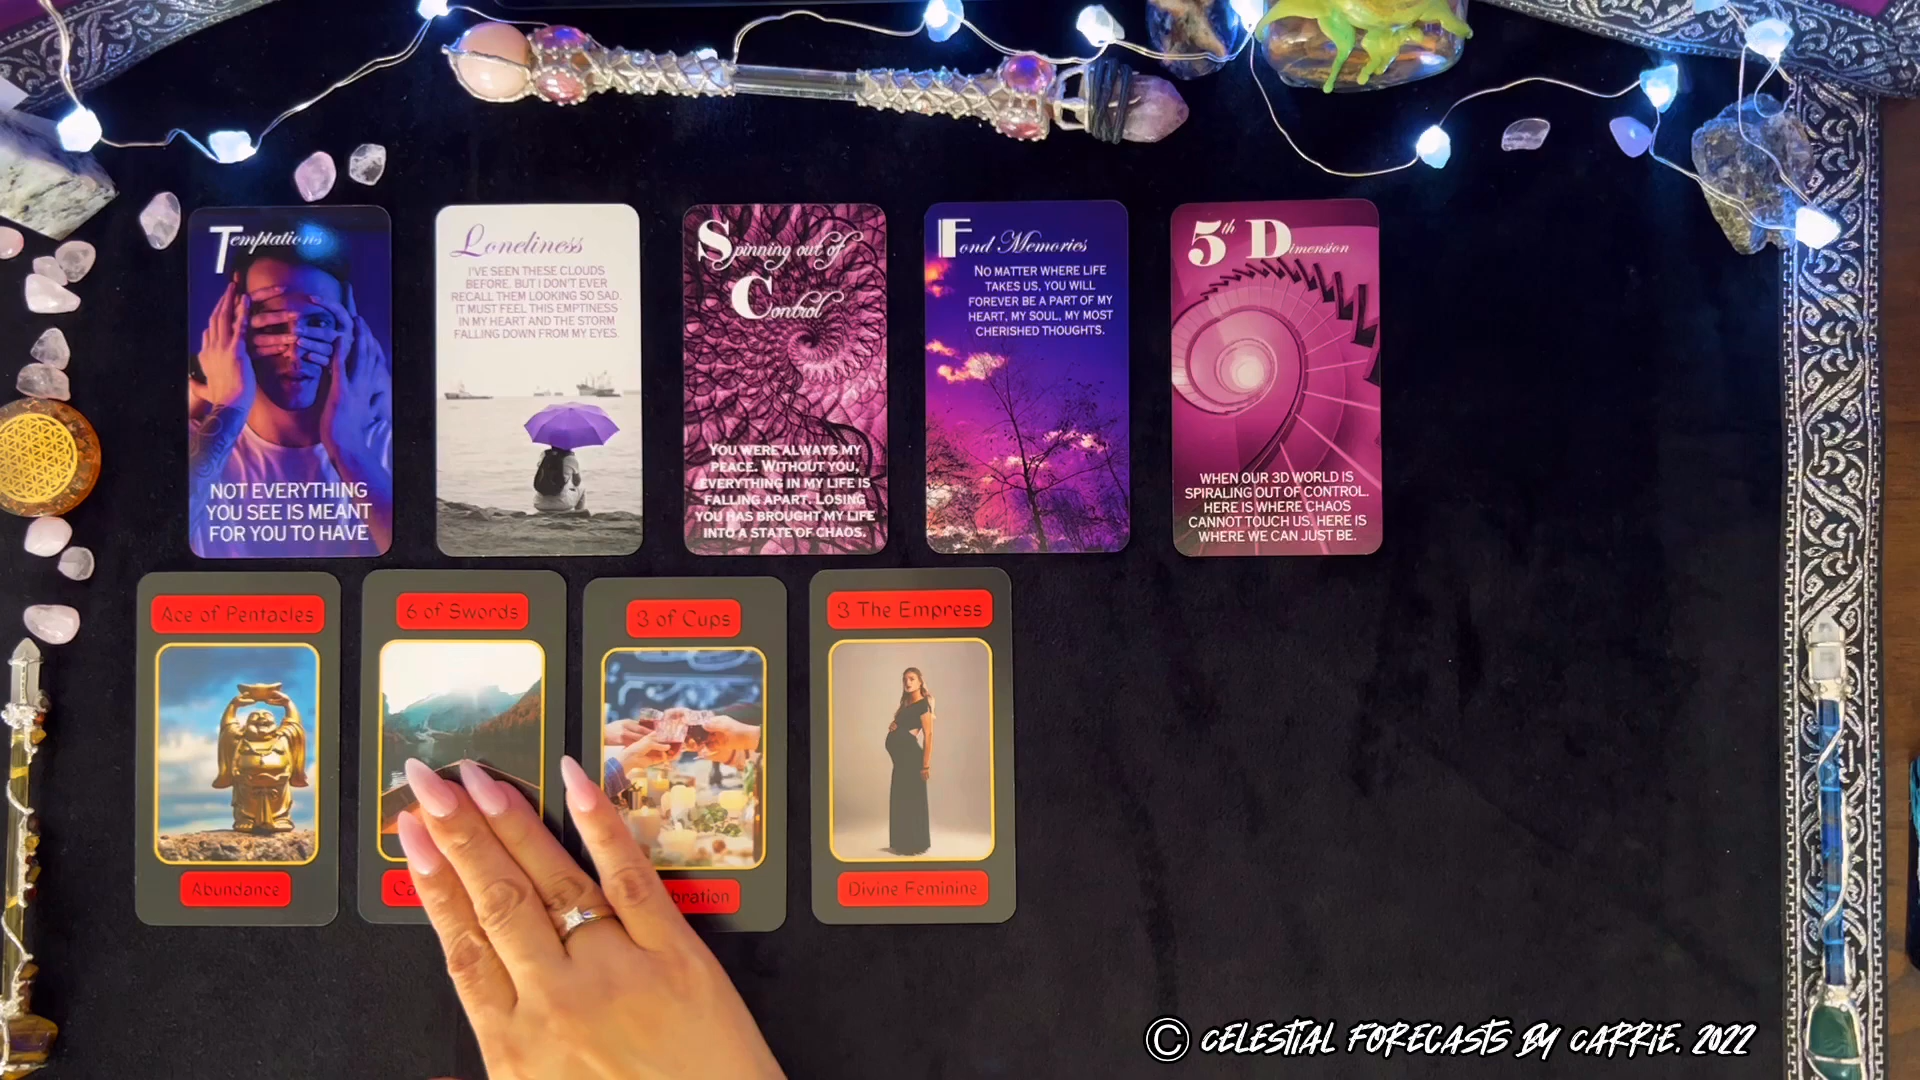 Temptations
NOT EVERYTHING
YOU SEE IS MEANT
FOR YOU TO HAVE
Loneliness
I'VE SEEN THESE CLOUDS
BEFORE, BUT I DON'T EVER
RECALL THEM LOOKING SO SAD.
IT MUST FEEL THIS EMPTINESS
IN MY HEART AND THE STORM
FALLING DOWN FROM MY EYES.
Spinning out of
Control
YOU WERE ALWAYS MY
PEACE. WITHOUT YOU,
EVERYTHING IN MY LIFE IS
FALLING APART. LOSING
YOU HAS BROUGHT MY LIFE
INTO A STATE OF CHAOS.
Fond Memories
NO MATTER WHERE LIFE
TAKES US, YOU WILL
FOREVER BE A PART OF MY
HEART, MY SOUL, MY MOST
CHERISHED THOUGHTS.
5th Dimension
WHEN OUR 3D WORLD IS
SPIRALING OUT OF CONTROL.
HERE IS WHERE CHAOS
CANNOT TOUCH US. HERE IS
WHERE WE CAN JUST BE.
Ace of Pentacles
Abundance
6 of Swords
Ca
3 of Cups
bration
3 The Empress
Divine Feminine
© CELESTIAL FORECASTS BY CARRIE. 2022